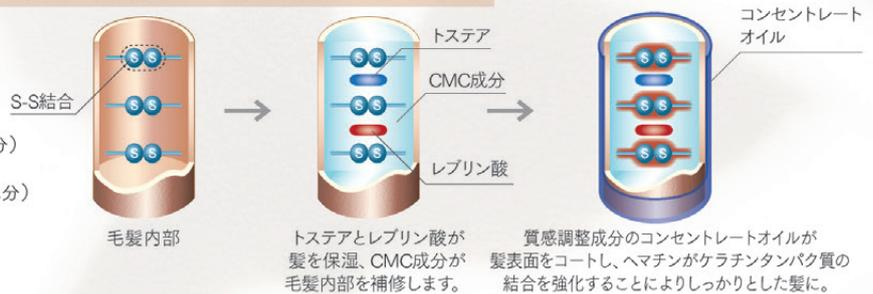 S-S結合
分)
分)
S S
S S
S S
毛髪内部
トステア
CMC成分
レブリン酸
S S
S S
S S
トステアとレブリン酸が
髪を保湿、CMC成分が
毛髪内部を補修します。
コンセントレート
オイル
S S
S S
S S
質感調整成分のコンセントレートオイルが
髪表面をコートし、ヘマチンがケラチンタンパク質の
結合を強化することによりしっかりとした髪に。